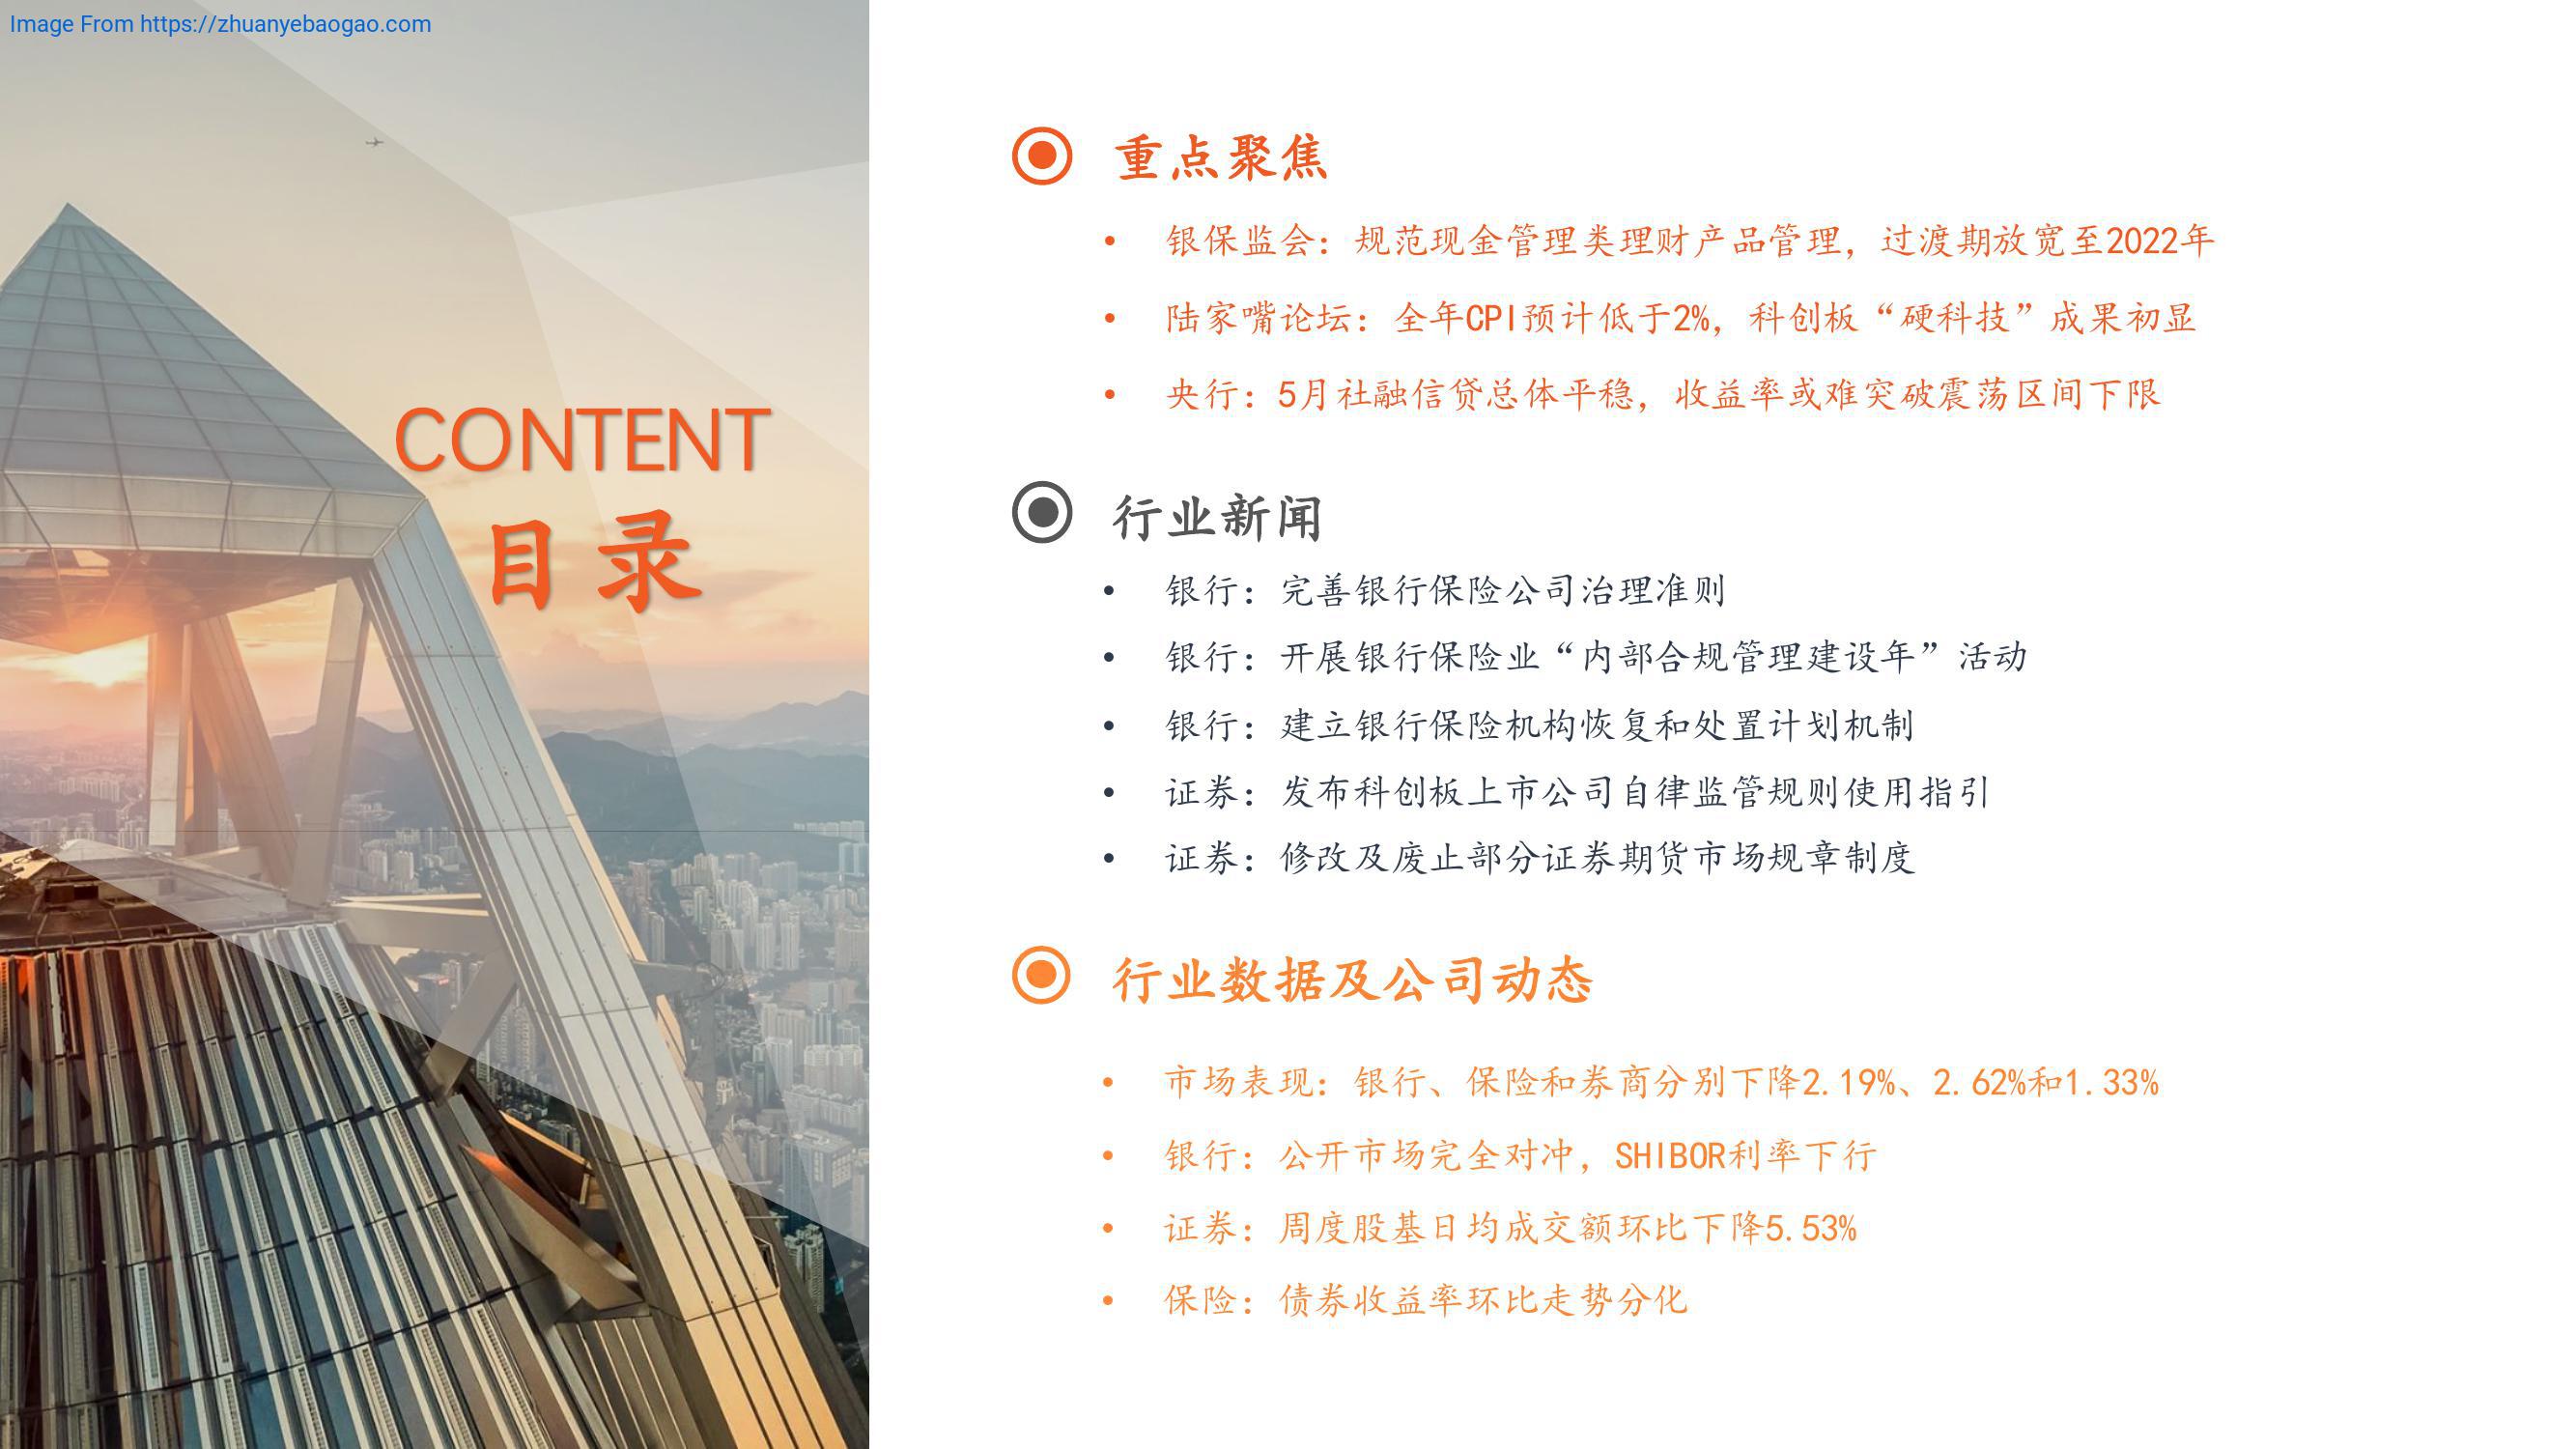 Image From https://zhuanyebaogao.com
CONTENT
目录
重点聚焦
• 银保监会：规范现金管理类理财产品管理，过渡期放宽至2022年
• 陆家嘴论坛：全年CPI预计低于2%，科创板“硬科技”成果初显
• 央行：5月社融信贷总体平稳，收益率或难突破震荡区间下限
行业新闻
• 银行：完善银行保险公司治理准则
• 银行：开展银行保险业“内部合规管理建设年”活动
• 银行：建立银行保险机构恢复和处置计划机制
• 证券：发布科创板上市公司自律监管规则使用指引
• 证券：修改及废止部分证券期货市场规章制度
行业数据及公司动态
• 市场表现：银行、保险和券商分别下降2.19%、2.62%和1.33%
• 银行：公开市场完全对冲，SHIBOR利率下行
• 证券：周度股基日均成交额环比下降5.53%
• 保险：债券收益率环比走势分化